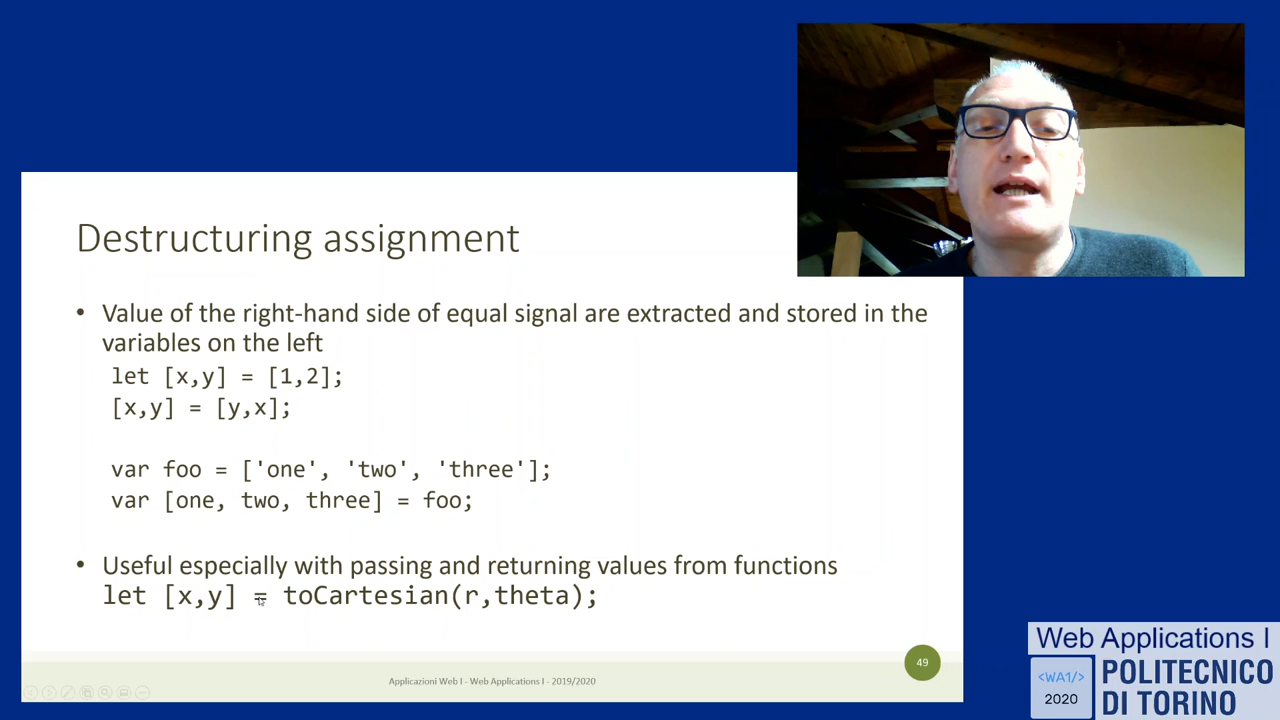 Destructuring assignment
• Value of the right-hand side of equal signal are extracted and stored in the
variables on the left
let [x,y] = [1,2];
[x,y] = [y,x];
var foo = ['one', 'two', 'three'];
var [one, two, three] = foo;
• Useful especially with passing and returning values from functions
let [x,y] = toCartesian(r,theta);
49
Applicazioni Web I - Web Applications I - 2019/2020
Web Applications I
<WA1/>
2020
POLITECNICO
DI TORINO